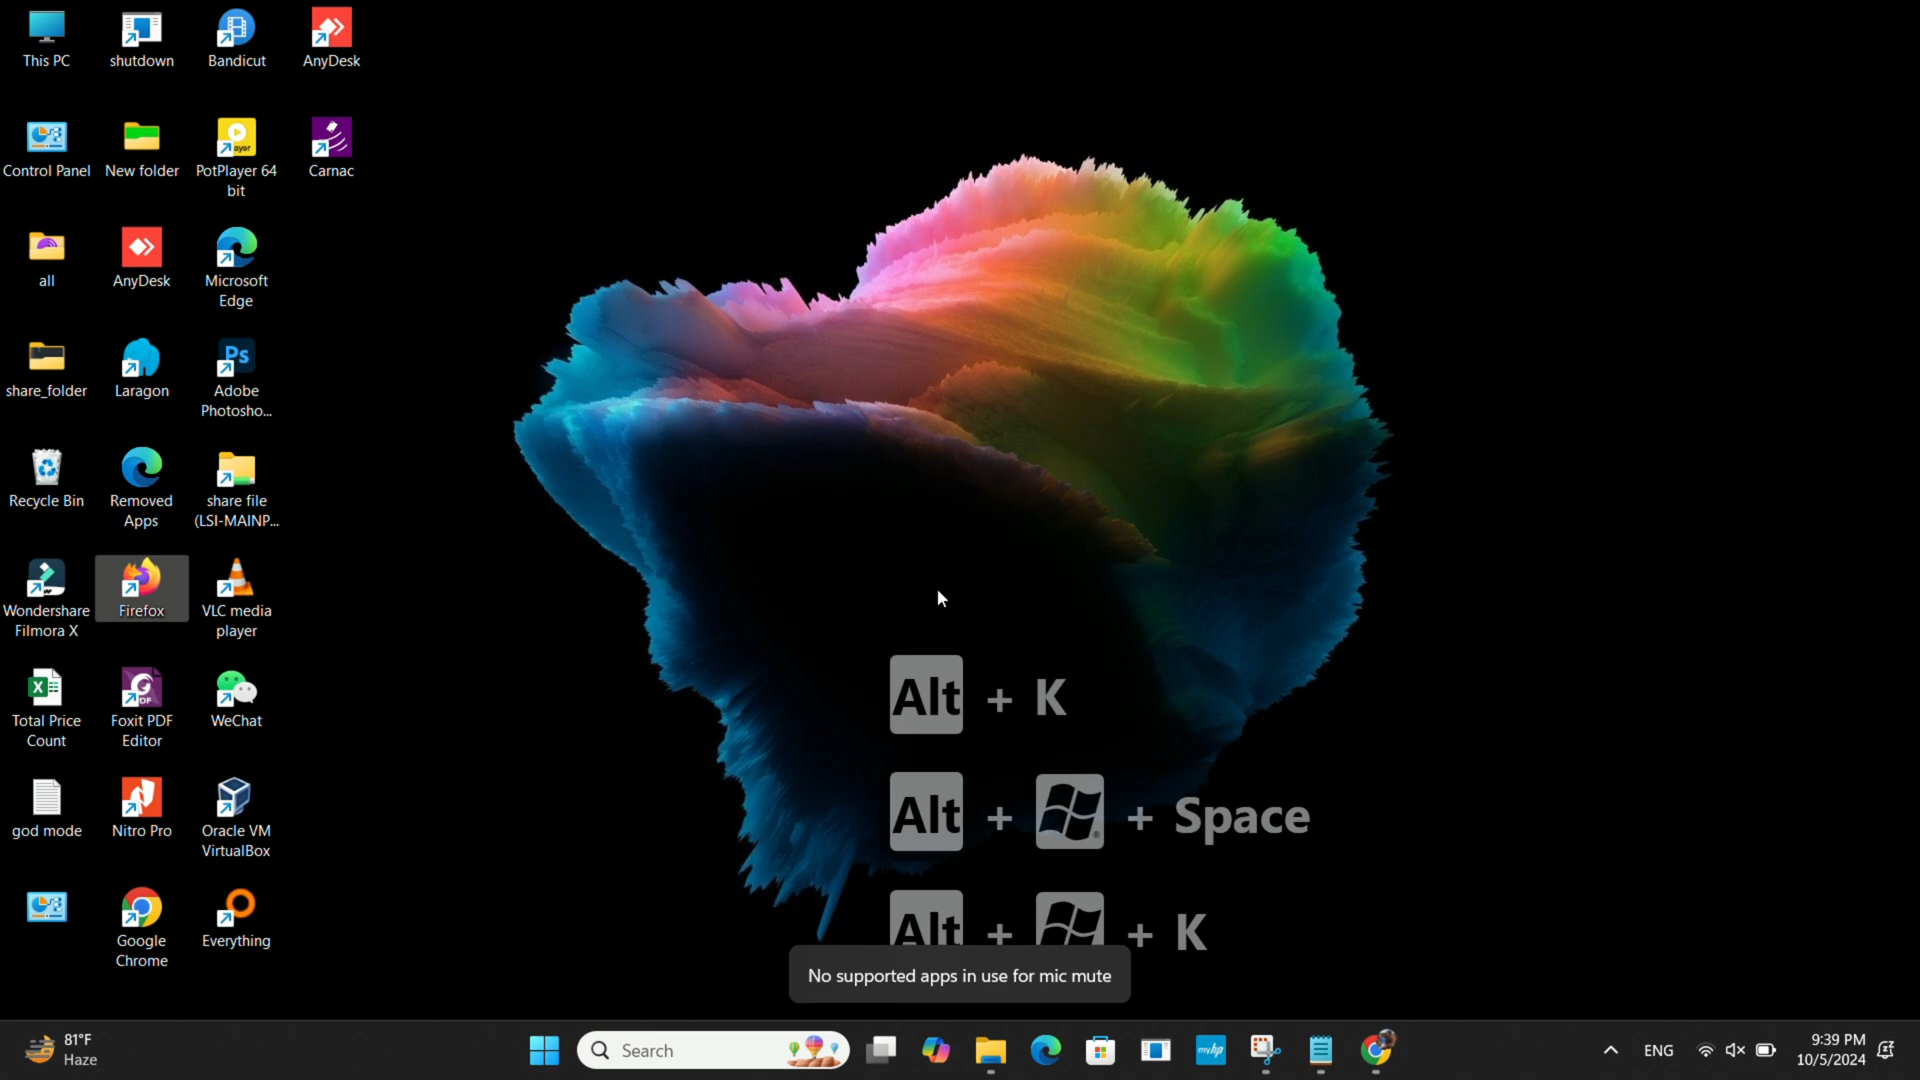 This PC
shutdown
Bandicut
AnyDesk
Control Panel
New folder
PotPlayer 64
bit
Carnac
all
AnyDesk
Microsoft
Edge
share_folder
Laragon
Adobe
Photosho...
Recycle Bin
Removed
Apps
share file
(LSI-MAINP...
Wondershare
Filmora X
Firefox
VLC media
player
Total Price
Count
Foxit PDF
Editor
WeChat
god mode
Nitro Pro
Oracle VM
VirtualBox
Google
Chrome
Everything
Alt + K
Alt + + Space
Alt + + K
No supported apps in use for mic mute
81°F
Haze
Search
myhp
ENG
9:39 PM
10/5/2024